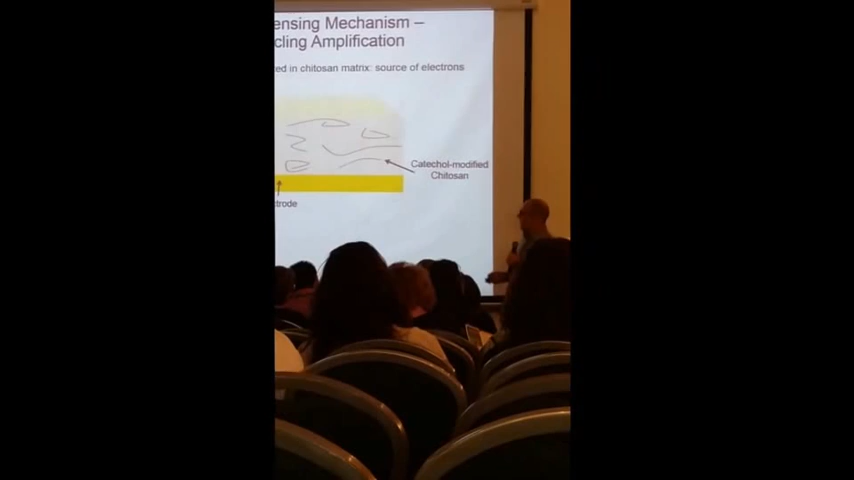 ensing Mechanism –
cling Amplification
ed in chitosan matrix: source of electrons
Catechol-modified
Chitosan
trode